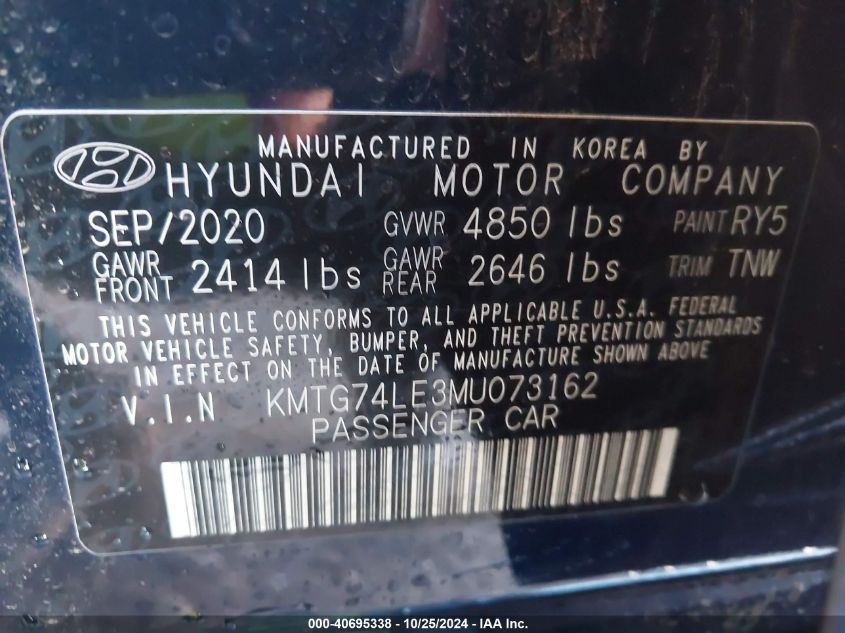 MANUFACTURED IN KOREA BY
HYUNDAI MOTOR COMPANY
SEP/2020 GVWR 4850 lbs PAINT RY5
GAWR FRONT 2414 lbs GAWR REAR 2646 lbs TRIM TNW
THIS VEHICLE CONFORMS TO ALL APPLICABLE U.S.A. FEDERAL
MOTOR VEHICLE SAFETY, BUMPER, AND THEFT PREVENTION STANDARDS
IN EFFECT ON THE DATE OF MANUFACTURE SHOWN ABOVE
V.I.N KMTG74LE3MU073162
PASSENGER CAR
000-40695338 - 10/25/2024 - IAA Inc.